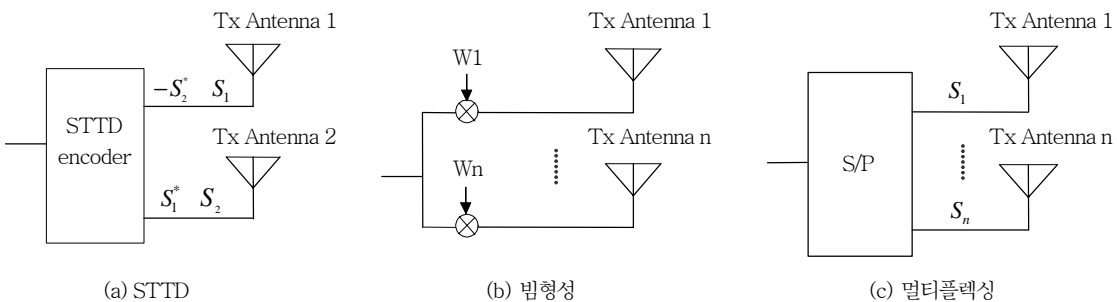 Tx Antenna 1
-S₂* S₁
STTD
encoder
Tx Antenna 2
S₁* S₂
(a) STTD
Tx Antenna 1
W1
Tx Antenna n
Wn
(b) 빔형성
Tx Antenna 1
S₁
S/P
Tx Antenna n
Sₙ
(c) 멀티플렉싱